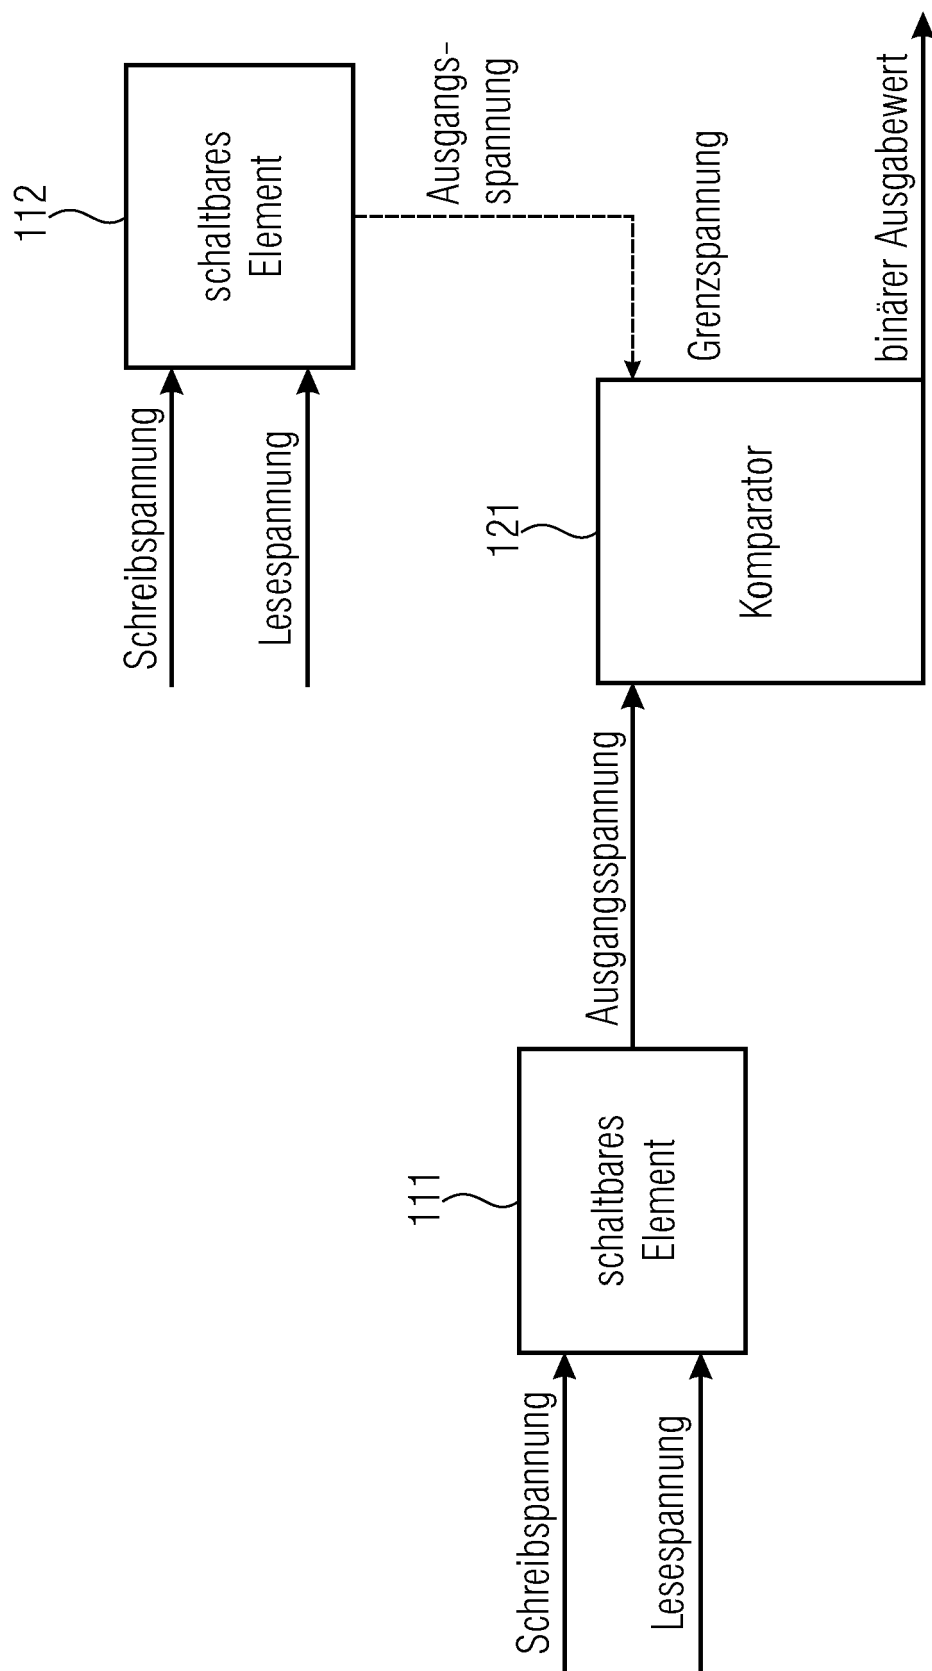 Schreibspannung
Lesespannung
112
schaltbares
Element
Ausgangs-
spannung
Grenzspannung
Schreibspannung
Lesespannung
111
schaltbares
Element
Ausgangsspannung
121
Komparator
binärer Ausgabewert